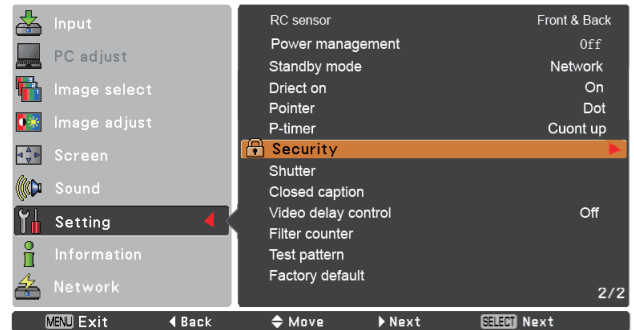 Input
PC adjust
Image select
Image adjust
Screen
Sound
Setting
Information
Network
RC sensor Front & Back
Power management Off
Standby mode Network
Driect on On
Pointer Dot
P-timer Cuont up
Security
Shutter
Closed caption
Video delay control Off
Filter counter
Test pattern
Factory default
2/2
MENU Exit Back Move Next SELECT Next